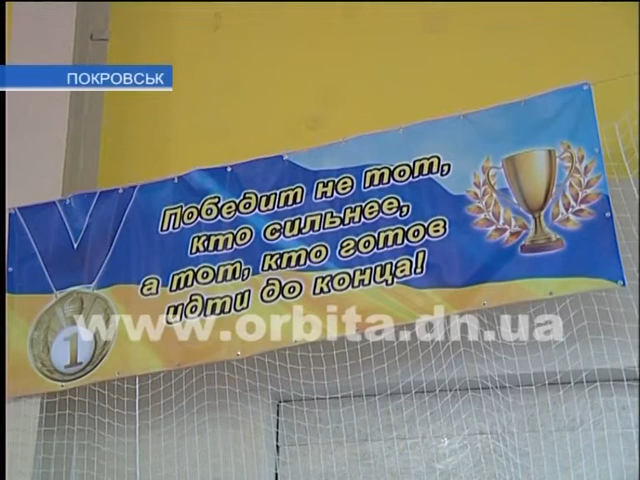 ПОКРОВСЬК
Победит не тот,
кто сильнее,
а тот, кто готов
идти до конца!
www.orbita.dn.ua
1